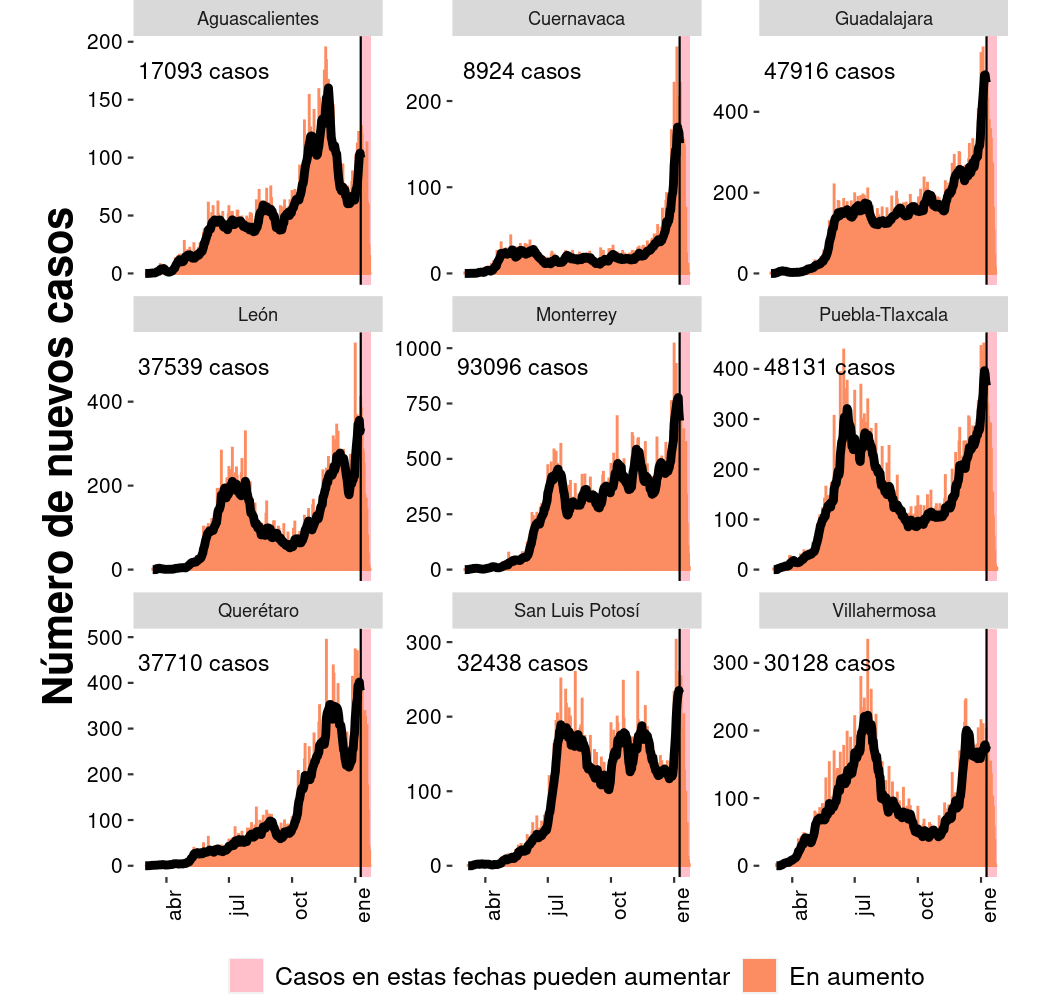 Número de nuevos casos
Aguascalientes
Cuernavaca
Guadalajara
200
150
100
50
0
17093 casos
200
100
0
8924 casos
400
200
0
47916 casos
León
Monterrey
Puebla-Tlaxcala
400
200
0
37539 casos
1000
750
500
250
0
93096 casos
400
300
200
100
0
48131 casos
Querétaro
San Luis Potosí
Villahermosa
500
400
300
200
100
0
37710 casos
300
200
100
0
32438 casos
300
200
100
0
30128 casos
abr
jul
oct
ene
abr
jul
oct
ene
abr
jul
oct
ene
Casos en estas fechas pueden aumentar
En aumento